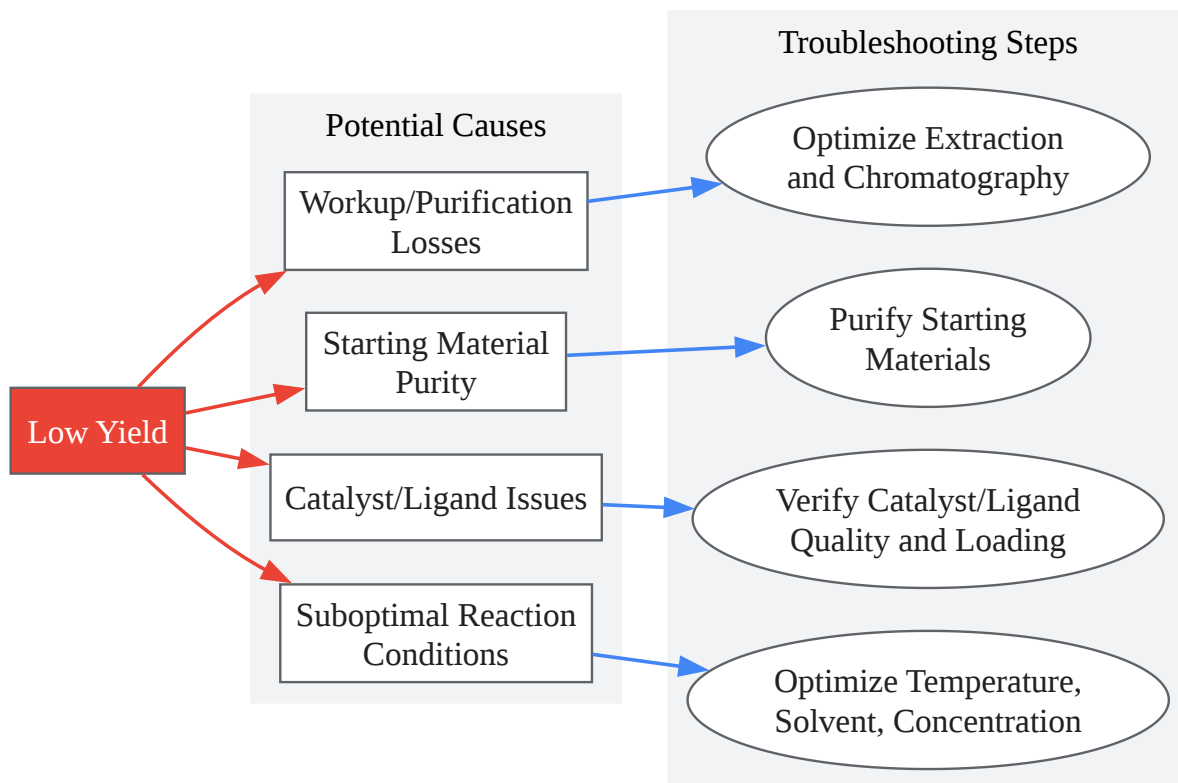 Troubleshooting Steps
Potential Causes
Optimize Extraction
and Chromatography
Workup/Purification
Losses
Purify Starting
Materials
Starting Material
Purity
Low Yield
Catalyst/Ligand Issues
Verify Catalyst/Ligand
Quality and Loading
Suboptimal Reaction
Conditions
Optimize Temperature,
Solvent, Concentration